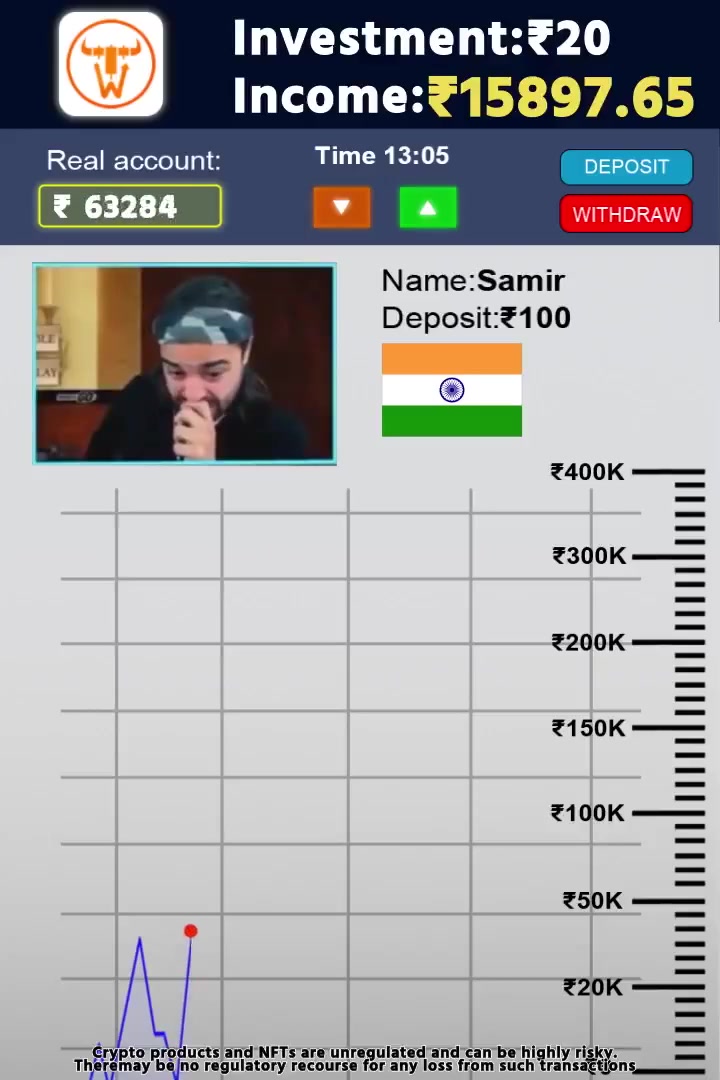 Investment:₹20
Income:₹15897.65
Real account:
₹ 63284
Time 13:05
DEPOSIT
WITHDRAW
Name:Samir
Deposit:₹100
₹400K
₹300K
₹200K
₹150K
₹100K
₹50K
₹20K
Crypto products and NFTs are unregulated and can be highly risky.
Theremay be no regulatory recourse for any loss from such transactions